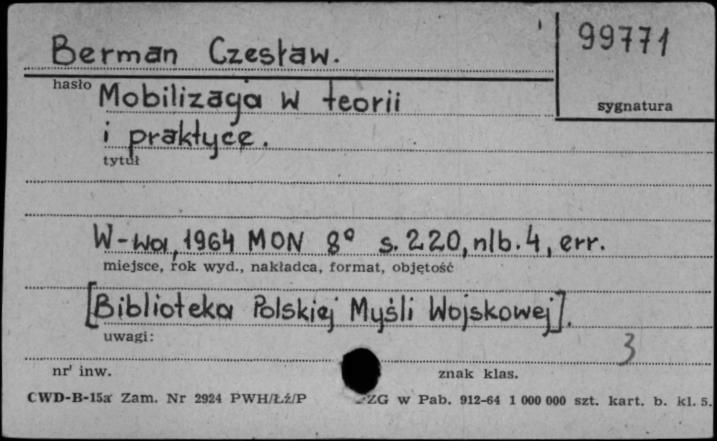 Berman Czesław.
99771
hasło
sygnatura
Mobilizacja w teorii
i praktyce.
tytuł
W-wa, 1964 MON 8° s. 220, nlb. 4, err.
miejsce, rok wyd., nakładca, format, objętość
[Biblioteka Polskiej Myśli Wojskowej].
uwagi:
3
nr inw.
znak klas.
CWD-B-15a Zam. Nr 2924 PWH/Łż/P PZG w Pab. 912-64 1 000 000 szt. kart. b. kl. 5.